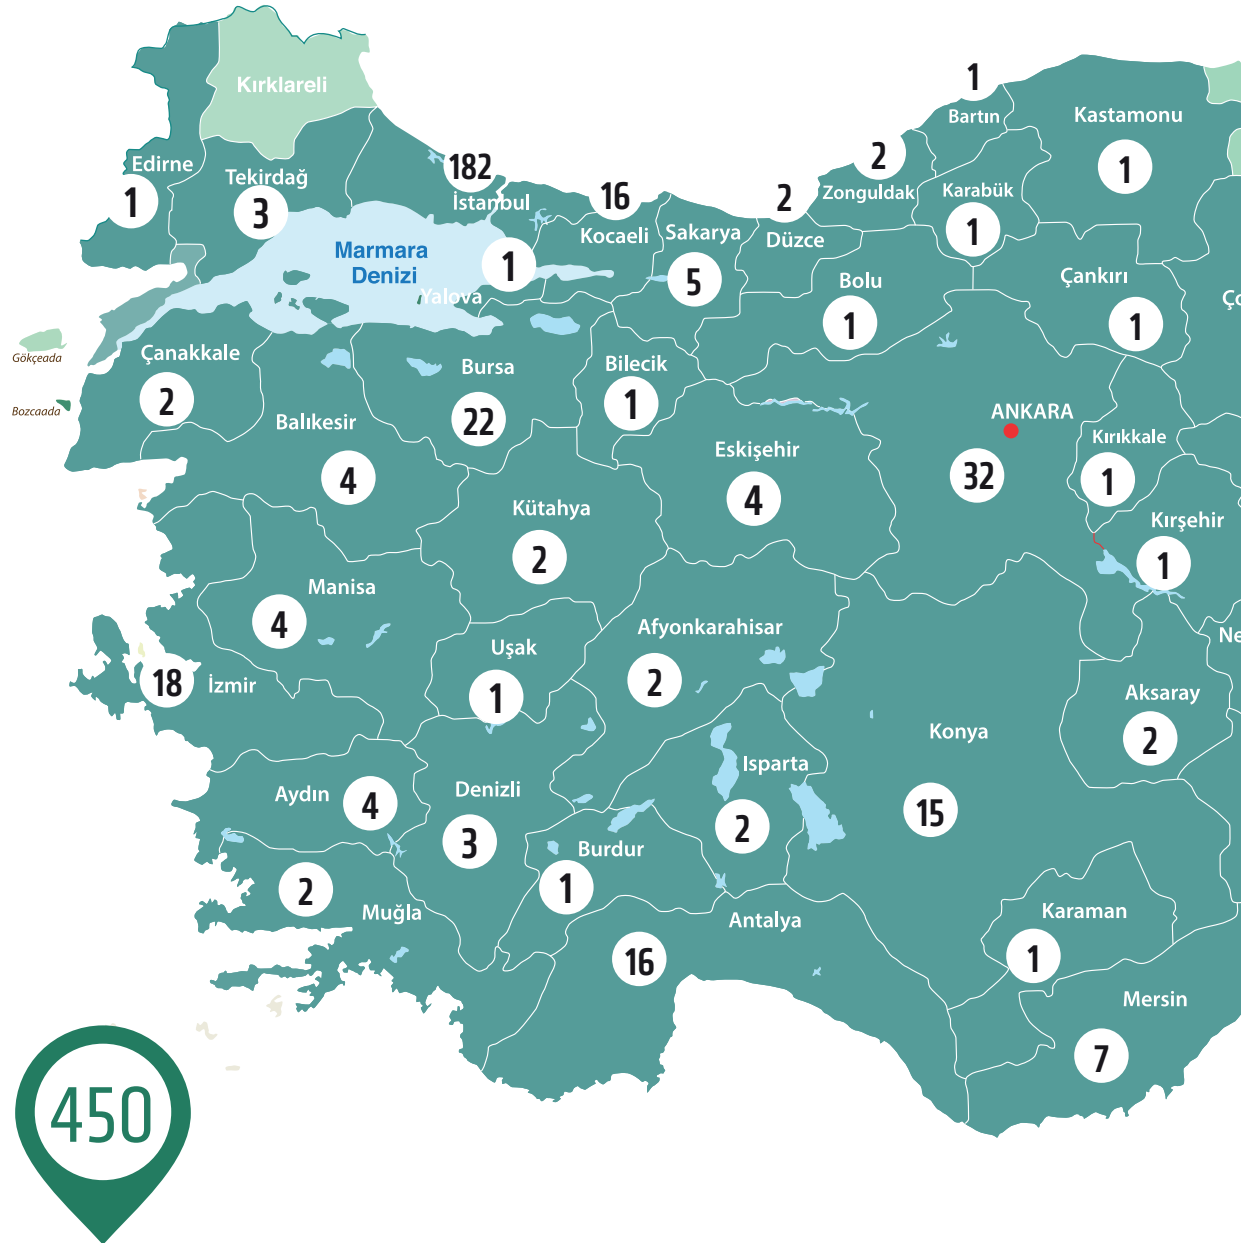 Kırklareli
1
Bartın
Kastamonu
1
Edirne
1
Tekirdağ
3
182
İstanbul
16
Kocaeli
Sakarya
5
2
Düzce
2
Zonguldak
Karabük
1
Marmara
Denizi
1
Yalova
Bolu
1
Çankırı
1
Ço
Gökçeada
Çanakkale
2
Bozcaada
Bursa
22
Bilecik
1
Balıkesir
4
Eskişehir
4
ANKARA
32
Kırıkkale
1
Kütahya
2
Kırşehir
1
Manisa
4
Uşak
1
Afyonkarahisar
2
Ne
18
İzmir
Aksaray
2
Konya
15
Isparta
2
Aydın
4
Denizli
3
Burdur
1
2
Muğla
Antalya
16
Karaman
1
Mersin
7
450